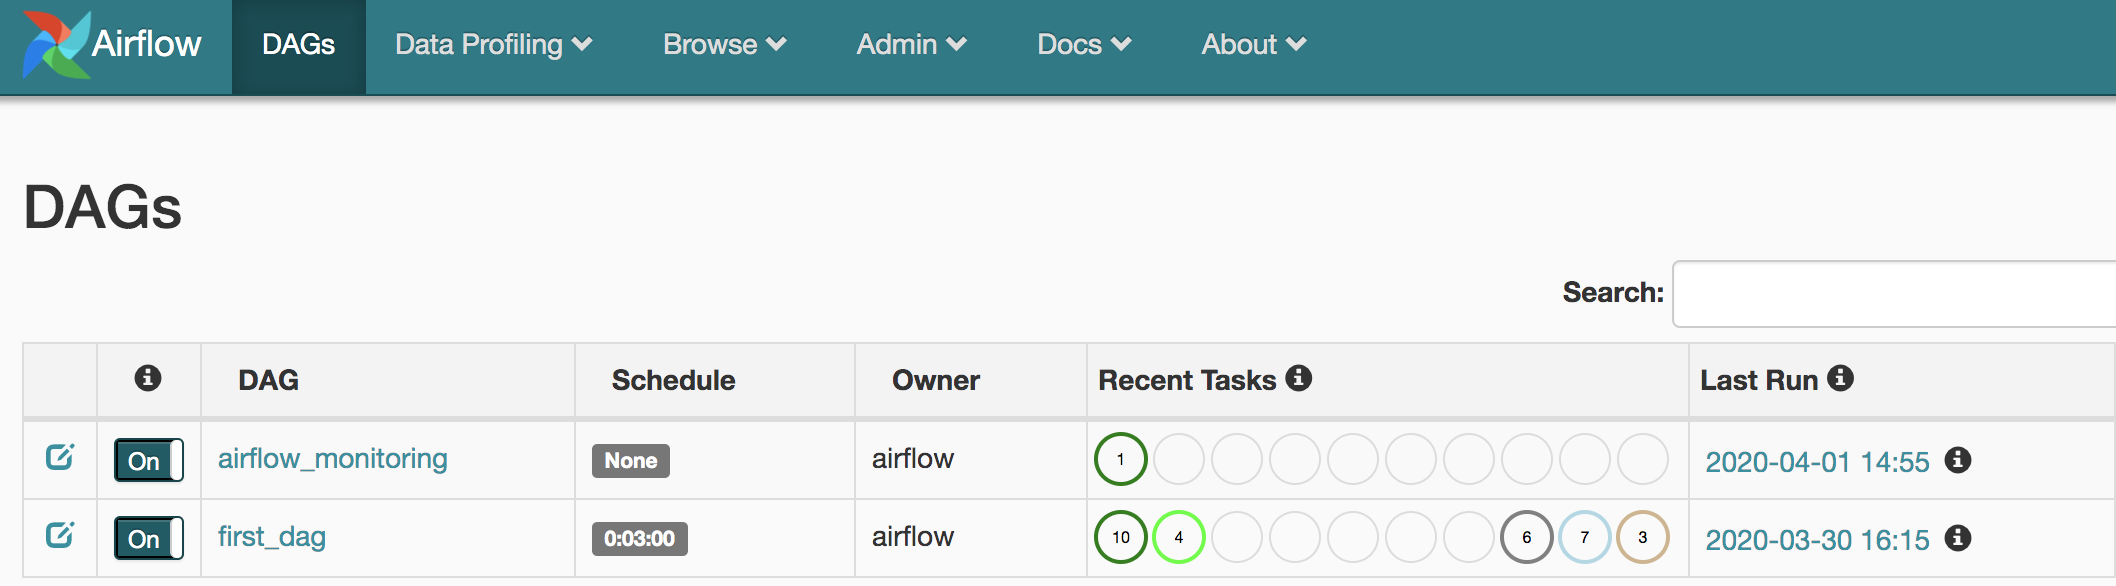 Airflow DAGs Data Profiling Browse Admin Docs About
DAGs
Search:
DAG Schedule Owner Recent Tasks Last Run
On airflow_monitoring None airflow 1 2020-04-01 14:55
On first_dag 0:03:00 airflow 10 4 6 7 3 2020-03-30 16:15